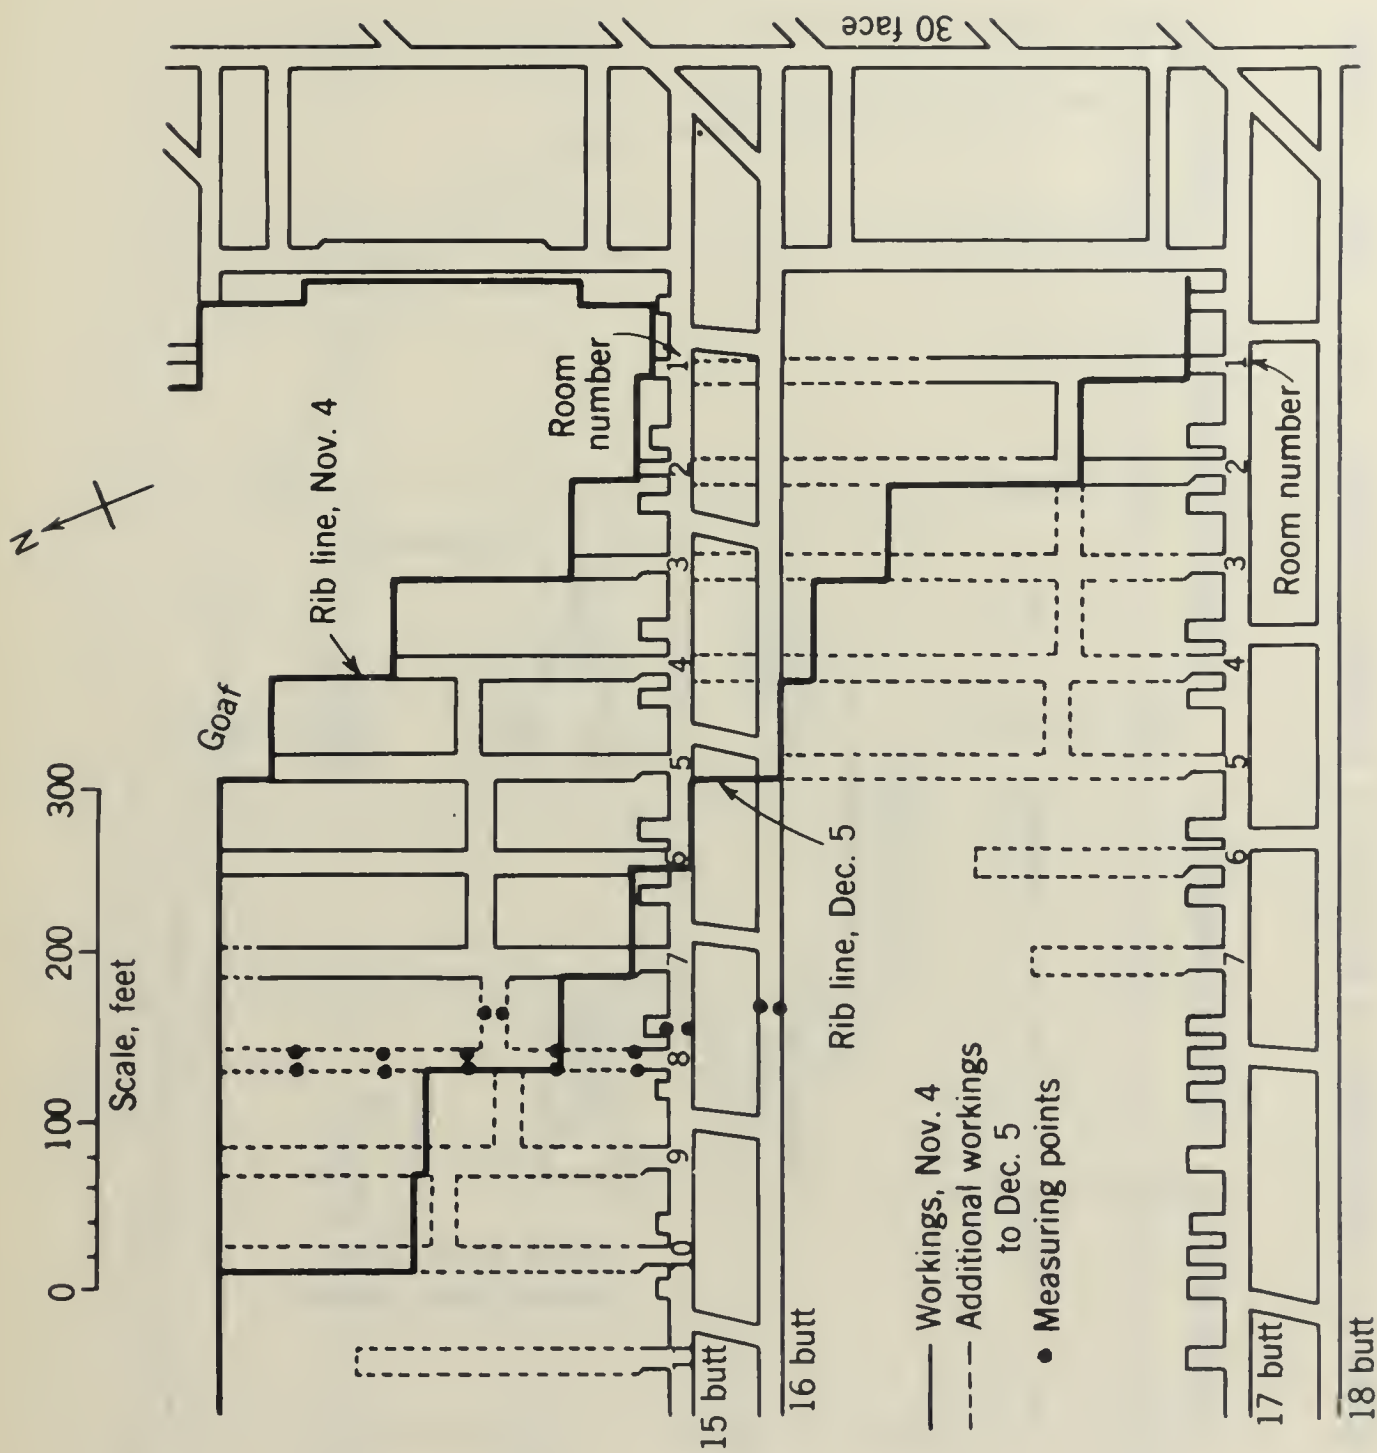 30 face
N
0 100 200 300
Scale, feet
Goaf
Rib line, Nov. 4
Room
number
1
2
3
4
5
6
7
8
9
10
11
15 butt
16 butt
Rib line, Dec. 5
Workings, Nov. 4
Additional workings
to Dec. 5
Measuring points
1
2
3
4
5
6
7
Room number
17 butt
18 butt